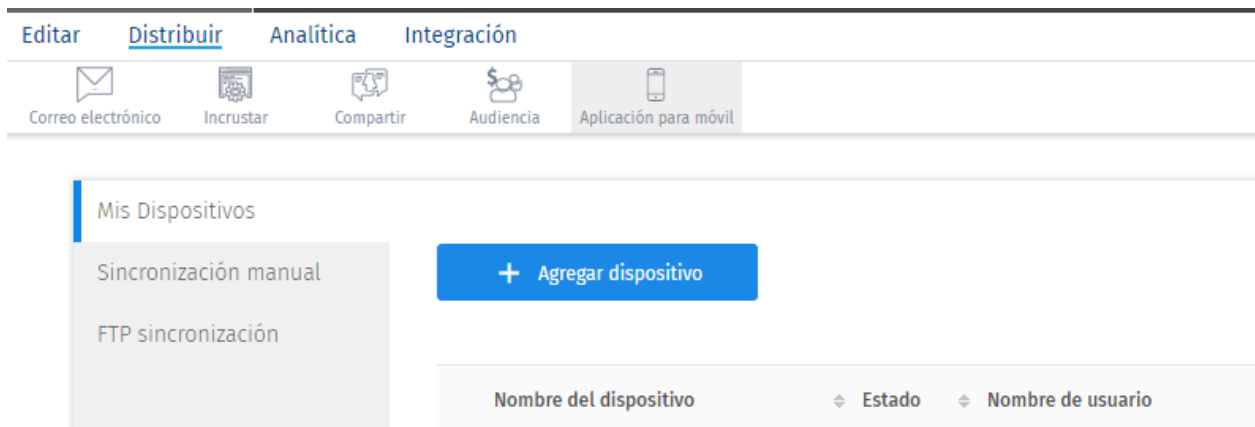 Editar Distribuir Analítica Integración
Correo electrónico Incrustar Compartir $ Audiencia Aplicación para móvil
Mis Dispositivos
Sincronización manual
+ Agregar dispositivo
FTP sincronización
Nombre del dispositivo Estado Nombre de usuario